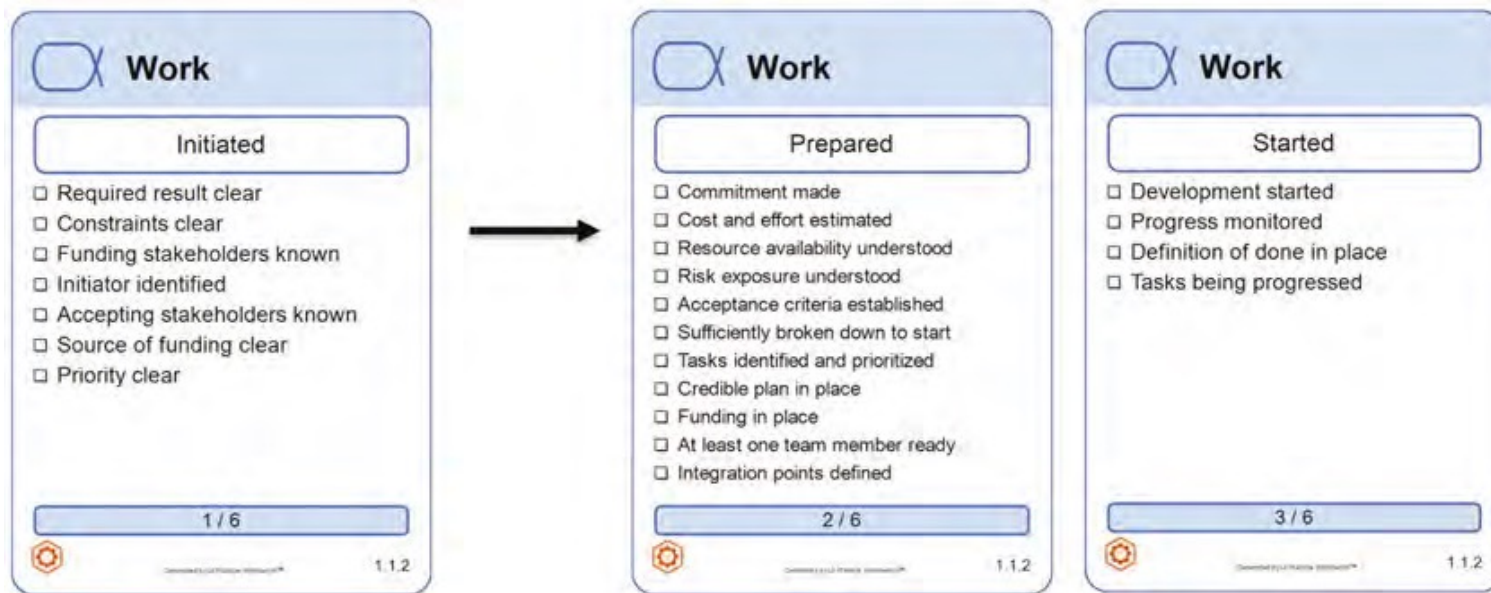 Work
Initiated
Required result clear
Constraints clear
Funding stakeholders known
Initiator identified
Accepting stakeholders known
Source of funding clear
Priority clear
1 / 6
1.1.2
Work
Prepared
Commitment made
Cost and effort estimated
Resource availability understood
Risk exposure understood
Acceptance criteria established
Sufficiently broken down to start
Tasks identified and prioritized
Credible plan in place
Funding in place
At least one team member ready
Integration points defined
2 / 6
1.1.2
Work
Started
Development started
Progress monitored
Definition of done in place
Tasks being progressed
3 / 6
1.1.2